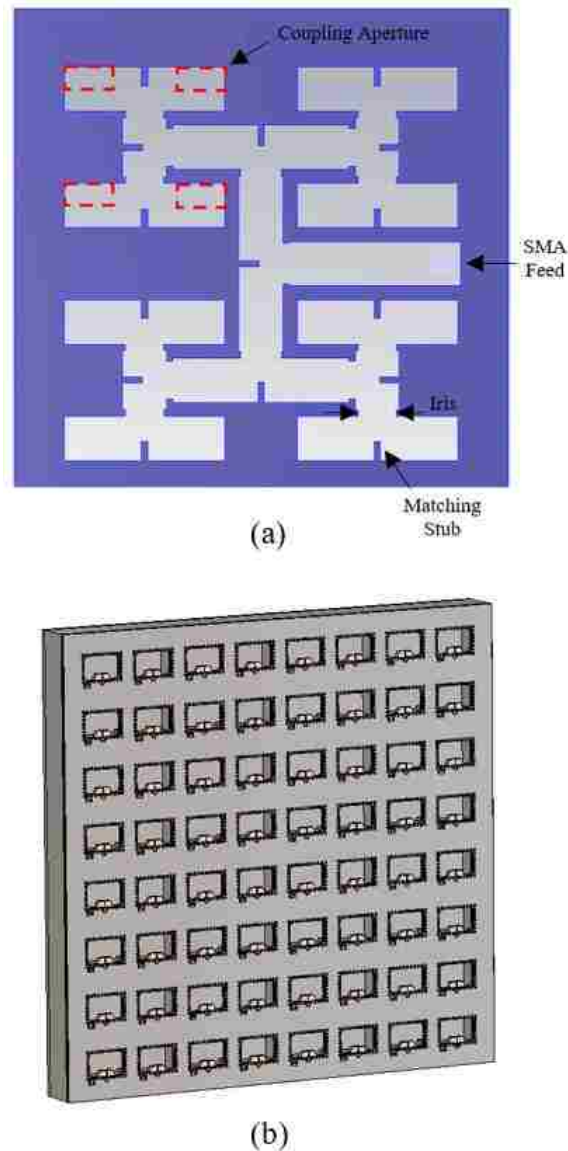 Coupling Aperture
SMA
Feed
Iris
Matching
Stub
(a)
(b)